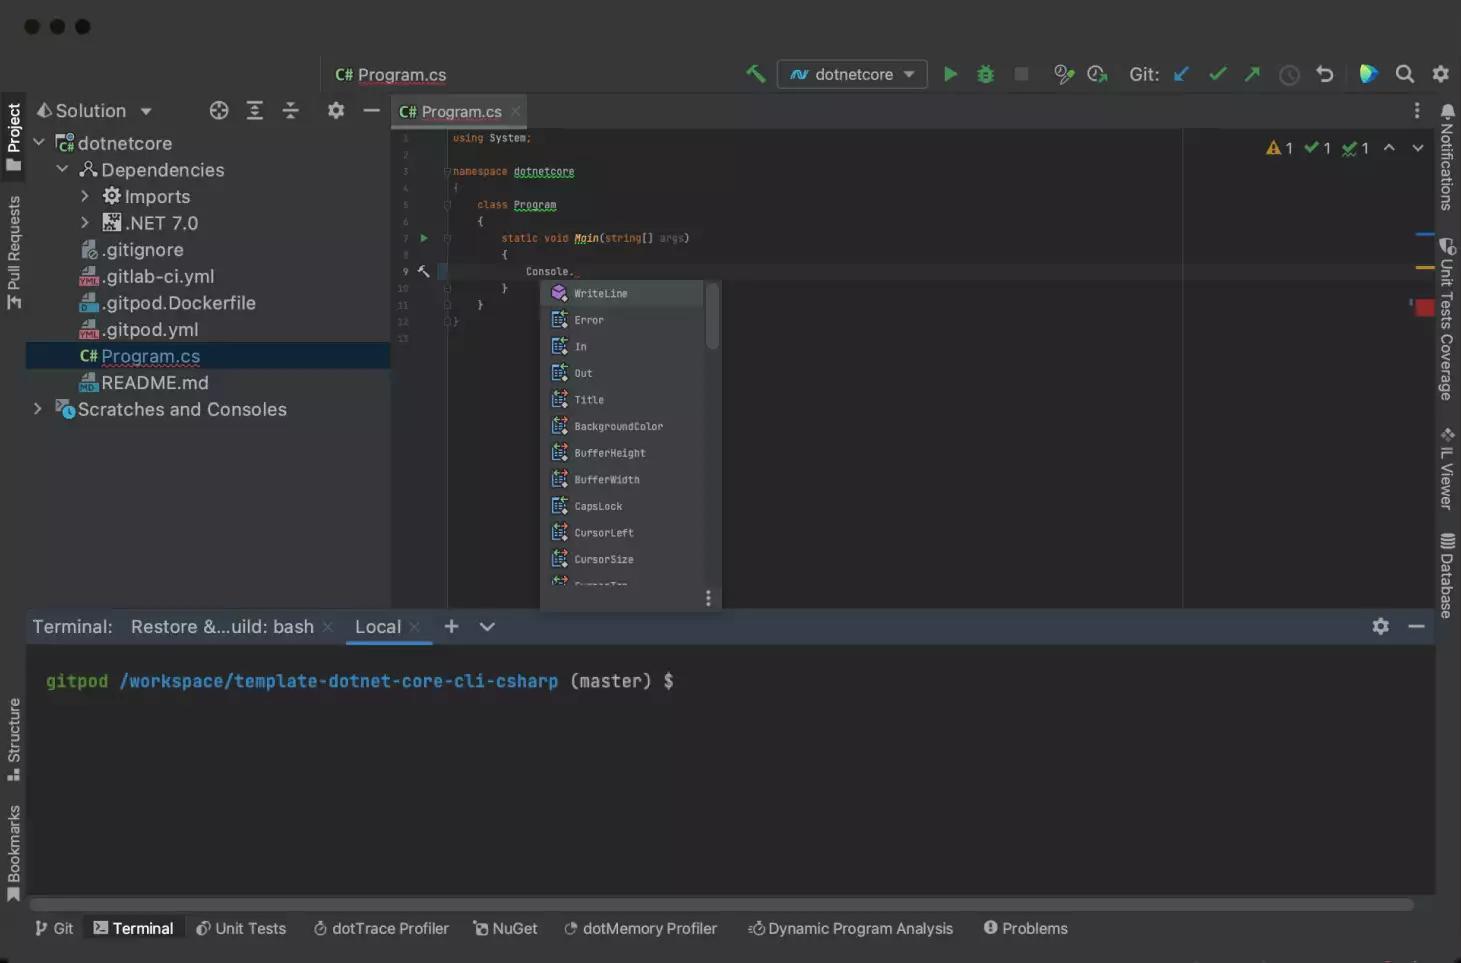 C# Program.cs
dotnetcore
Git:
Project
Pull Requests
Structure
Bookmarks
Solution
dotnetcore
Dependencies
Imports
.NET 7.0
.gitignore
.gitlab-ci.yml
.gitpod.Dockerfile
.gitpod.yml
C# Program.cs
README.md
Scratches and Consoles
C# Program.cs
1 using System;
2
3 namespace dotnetcore
4 {
5 class Program
6 {
7 static void Main(string[] args)
8 {
9 Console._
10 }
11 }
12 }
13
1 1 1
WriteLine
Error
In
Out
Title
BackgroundColor
BufferHeight
BufferWidth
CapsLock
CursorLeft
CursorSize
Notifications
Unit Tests Coverage
IL Viewer
Database
Terminal: Restore &...uild: bash Local
gitpod /workspace/template-dotnet-core-cli-csharp (master) $
Git Terminal Unit Tests dotTrace Profiler NuGet dotMemory Profiler Dynamic Program Analysis Problems